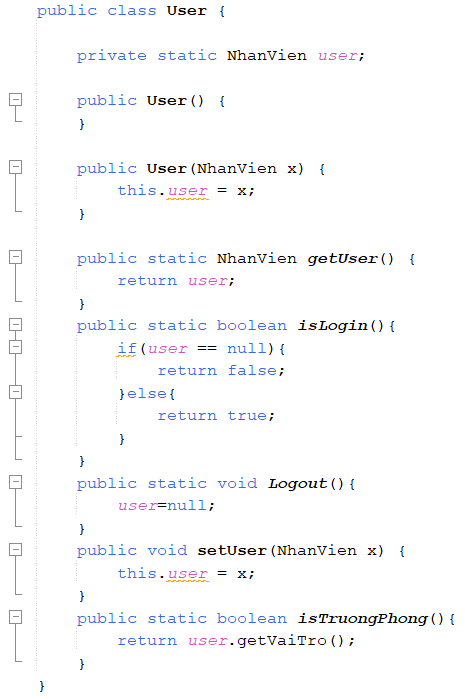 public class User {
private static NhanVien user;
public User() {
}
public User(NhanVien x) {
this.user = x;
}
public static NhanVien getUser() {
return user;
}
public static boolean isLogin(){
if(user == null){
return false;
}else{
return true;
}
}
public static void Logout(){
user=null;
}
public void setUser(NhanVien x) {
this.user = x;
}
public static boolean isTruongPhong(){
return user.getVaiTro();
}
}